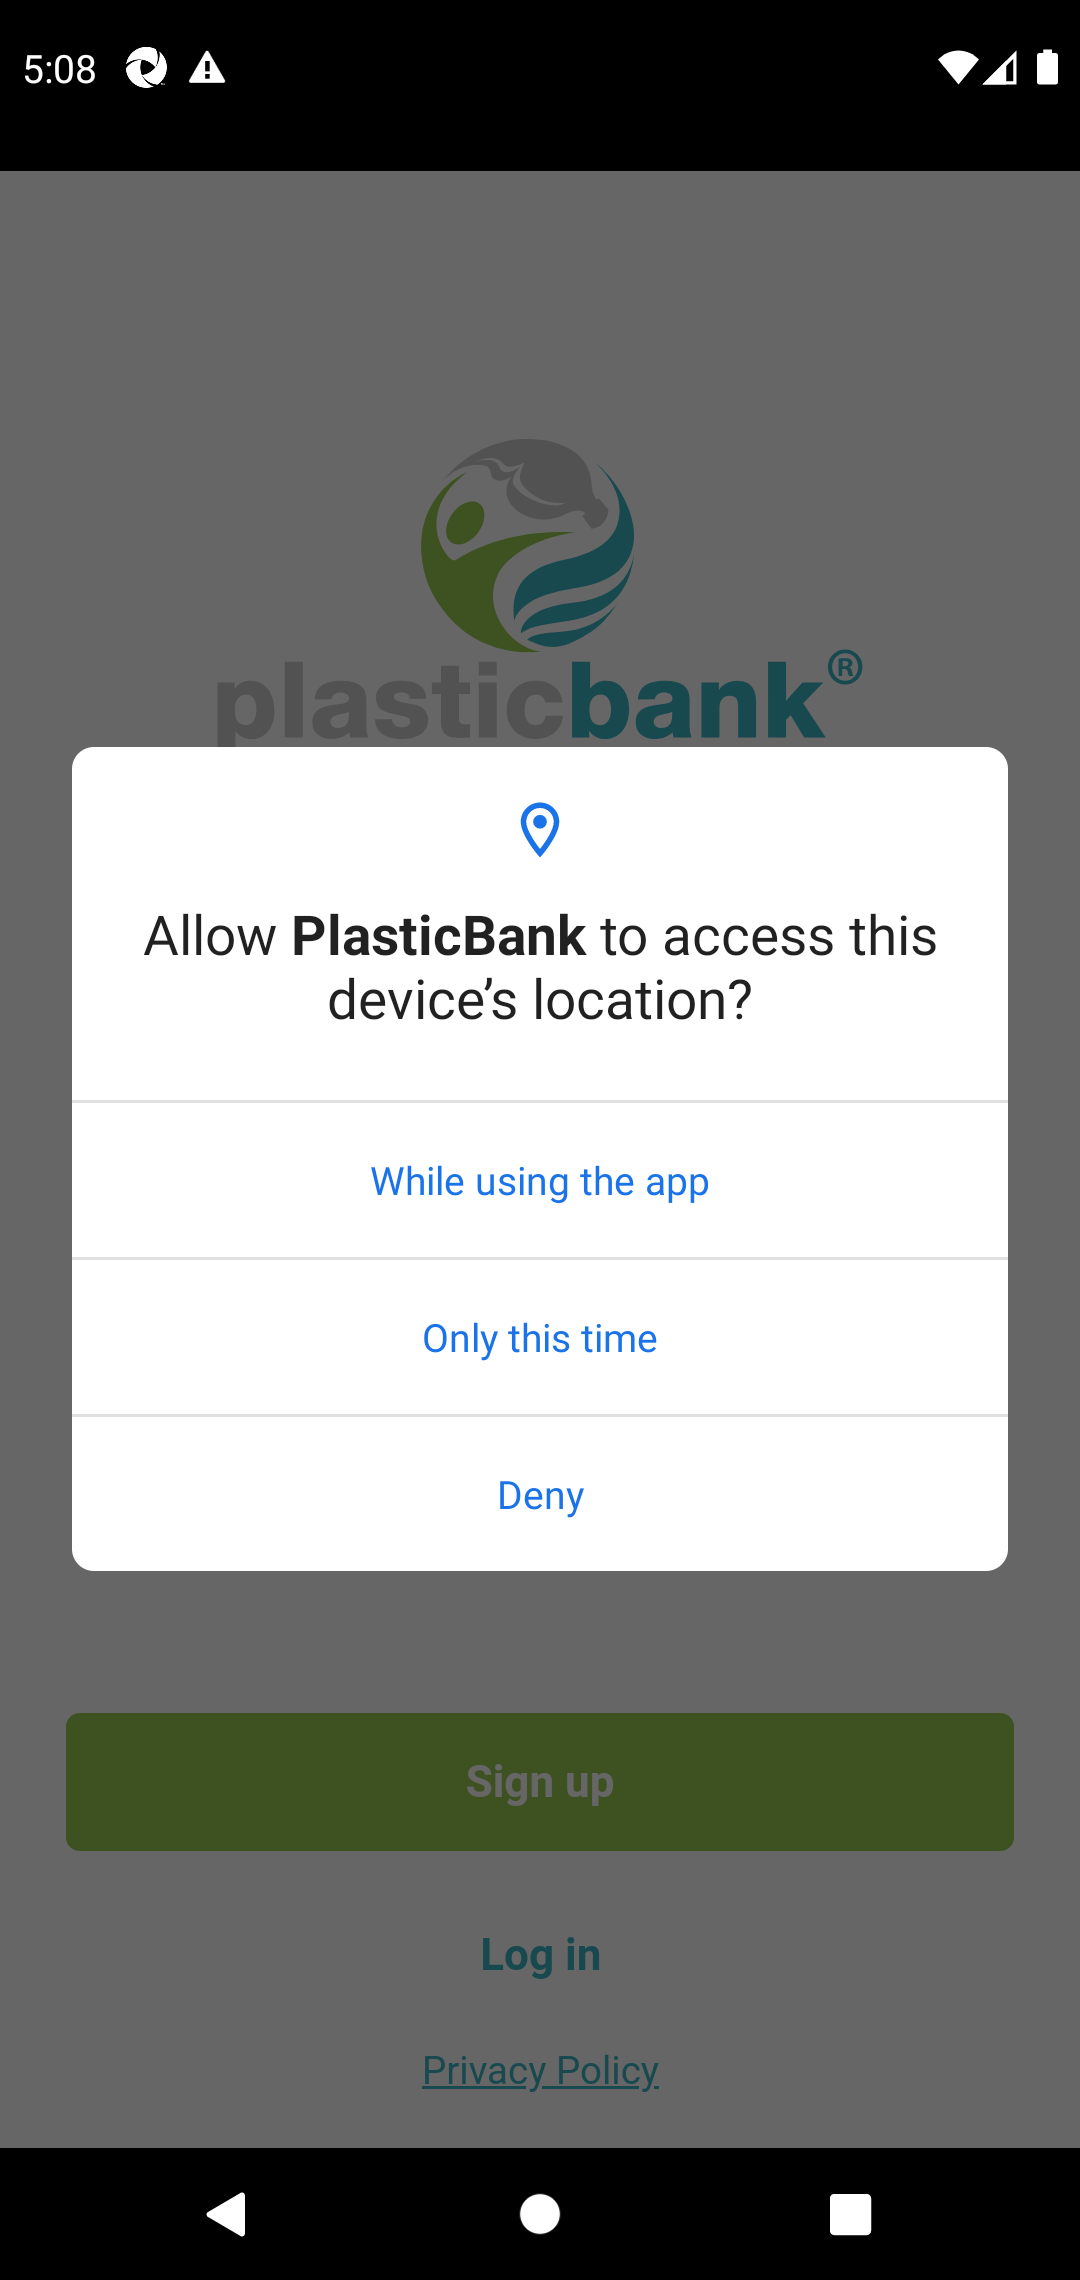 5:08
plasticbank®
Allow PlasticBank to access this
device’s location?
While using the app
Only this time
Deny
Sign up
Log in
Privacy Policy